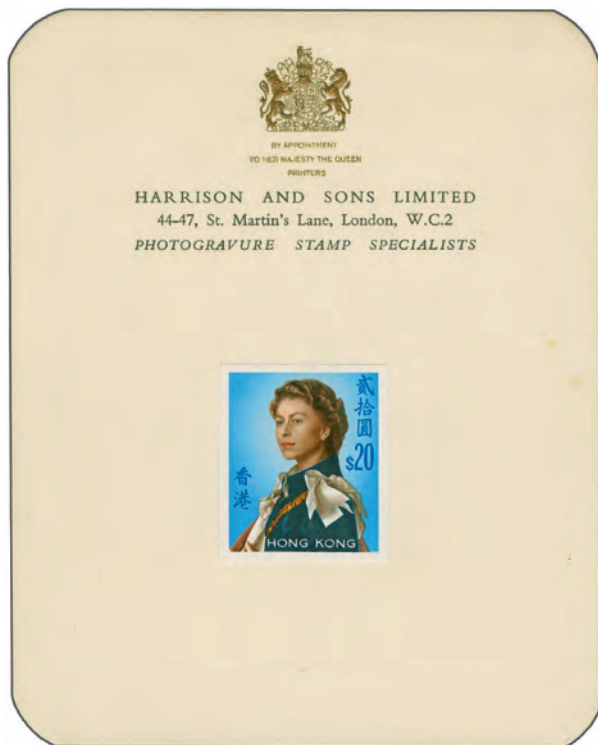 BY APPOINTMENT
TO HER MAJESTY THE QUEEN
PRINTERS
HARRISON AND SONS LIMITED
44-47, St. Martin's Lane, London, W.C.2
PHOTOGRAVURE STAMP SPECIALISTS
貳拾圓
$20
香港
HONG KONG